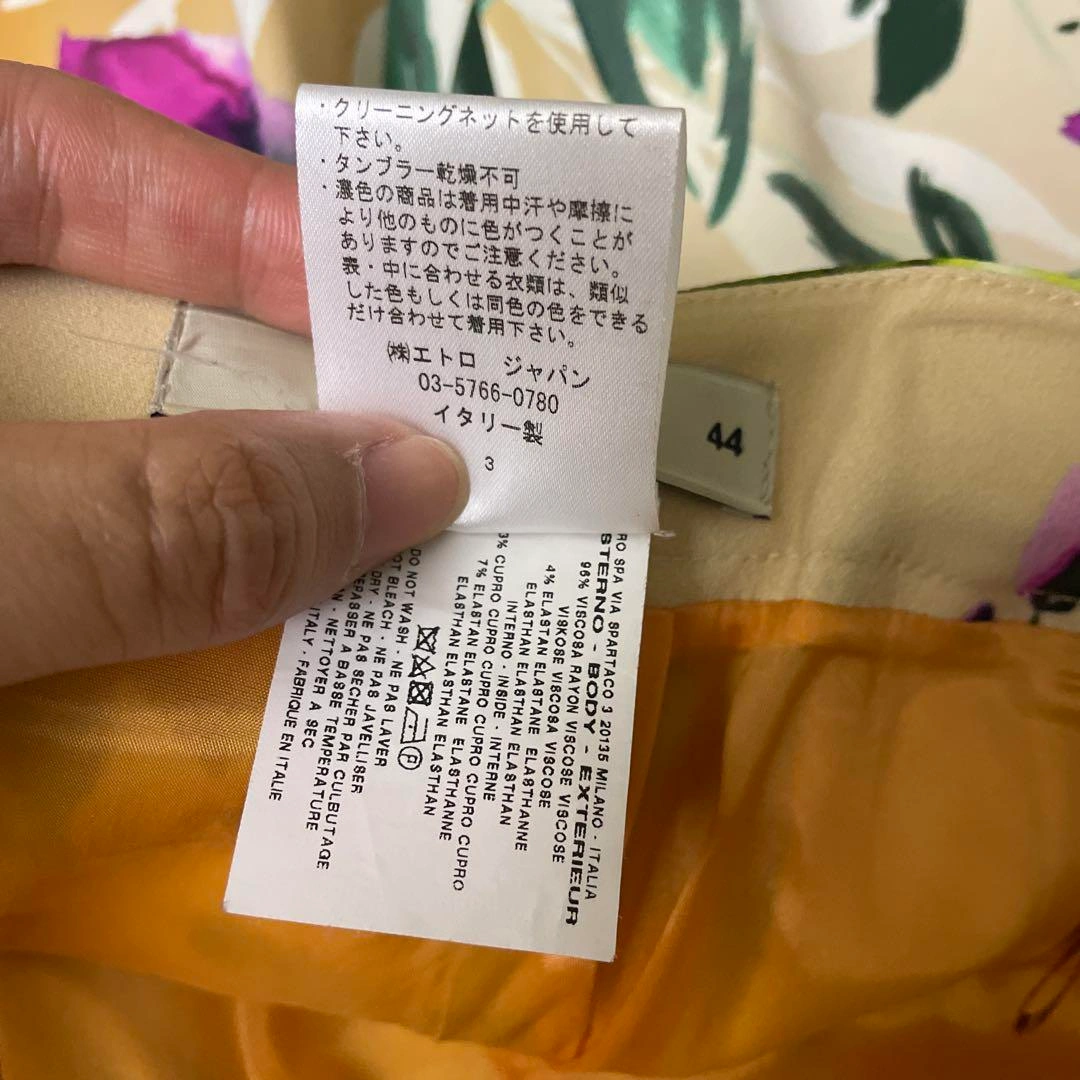 ・クリーニングネットを使用して
下さい。
・タンブラー乾燥不可
・濃色の商品は着用中汗や摩擦に
より他のものに色がつくことが
ありますのでご注意ください。
表・中に合わせる衣類は、類似
した色もしくは同色の色をできる
だけ合わせて着用下さい。
㈱エトロ ジャパン
03-5766-0780
イタリー製
3
44
RO SPA VIA SPARTACO 3 20135 MILANO - ITALIA
STERNO - BODY - EXTERIEUR
96% VISCOSA RAYON VISCOSE VISCOSE
VISKOSE VISCOSA VISCOSE
4% ELASTAN ELASTANE ELASTHANNE
ELASTHAN ELASTHAN
INTERNO - INSIDE - INTERNE
3% CUPRO CUPRO CUPRO CUPRO CUPRO
7% ELASTAN ELASTANE ELASTHANNE
ELASTHAN ELASTHAN
DO NOT WASH - NE PAS LAVER
OT BLEACH - NE PAS JAVELLISER
DRY - NE PAS SECHER PAR CULBUTAGE
EPASSER A BASSE TEMPERATURE
N - NETTOYER A SEC
ITALY - FABRIQUE EN ITALIE
P